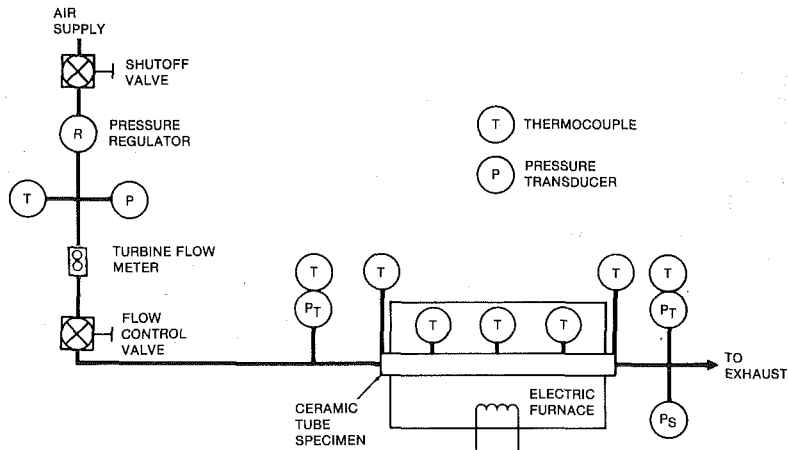 AIR
SUPPLY
SHUTOFF
VALVE
R
PRESSURE
REGULATOR
T
THERMOCOUPLE
P
PRESSURE
TRANSDUCER
T
P
TURBINE FLOW
METER
FLOW
CONTROL
VALVE
T
PT
T
T
T
T
T
T
PT
PS
TO
EXHAUST
CERAMIC
TUBE
SPECIMEN
ELECTRIC
FURNACE